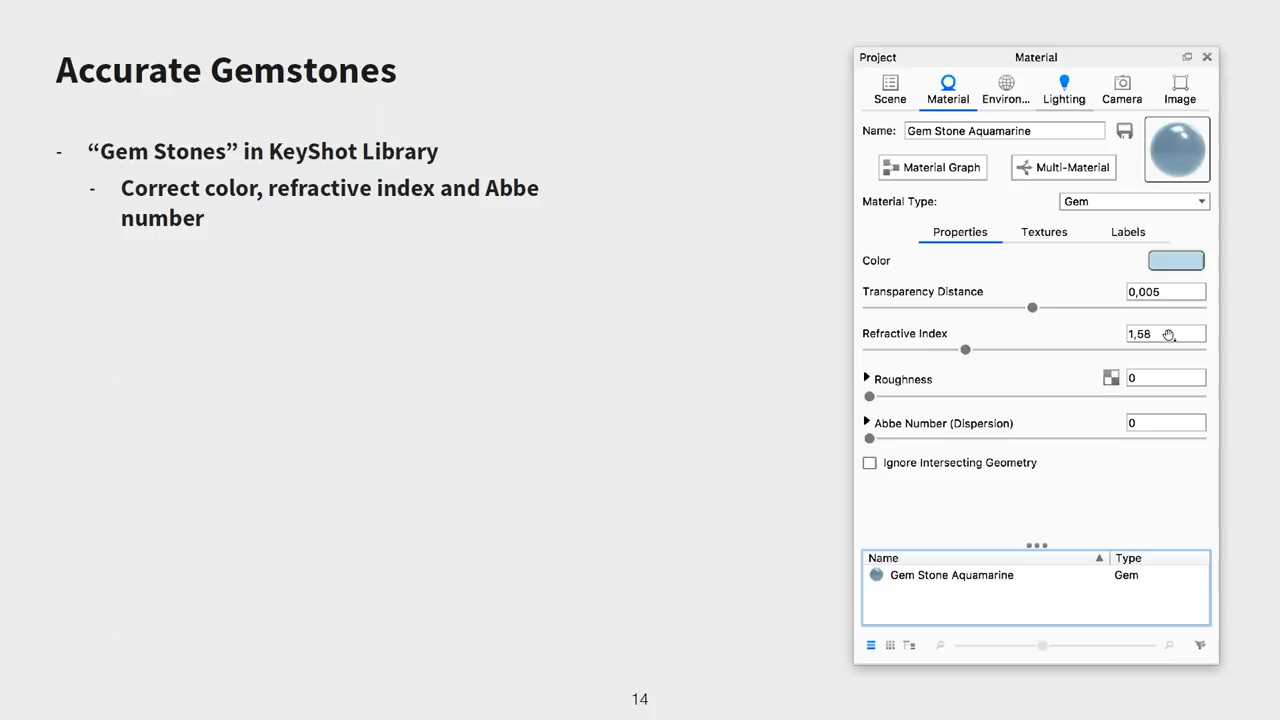 Accurate Gemstones
- “Gem Stones” in KeyShot Library
- Correct color, refractive index and Abbe
number
Project Material
Scene Material Environ... Lighting Camera Image
Name: Gem Stone Aquamarine
Material Graph Multi-Material
Material Type: Gem
Properties Textures Labels
Color
Transparency Distance 0,005
Refractive Index 1,58
Roughness 0
Abbe Number (Dispersion) 0
Ignore Intersecting Geometry
Name Type
Gem Stone Aquamarine Gem
14